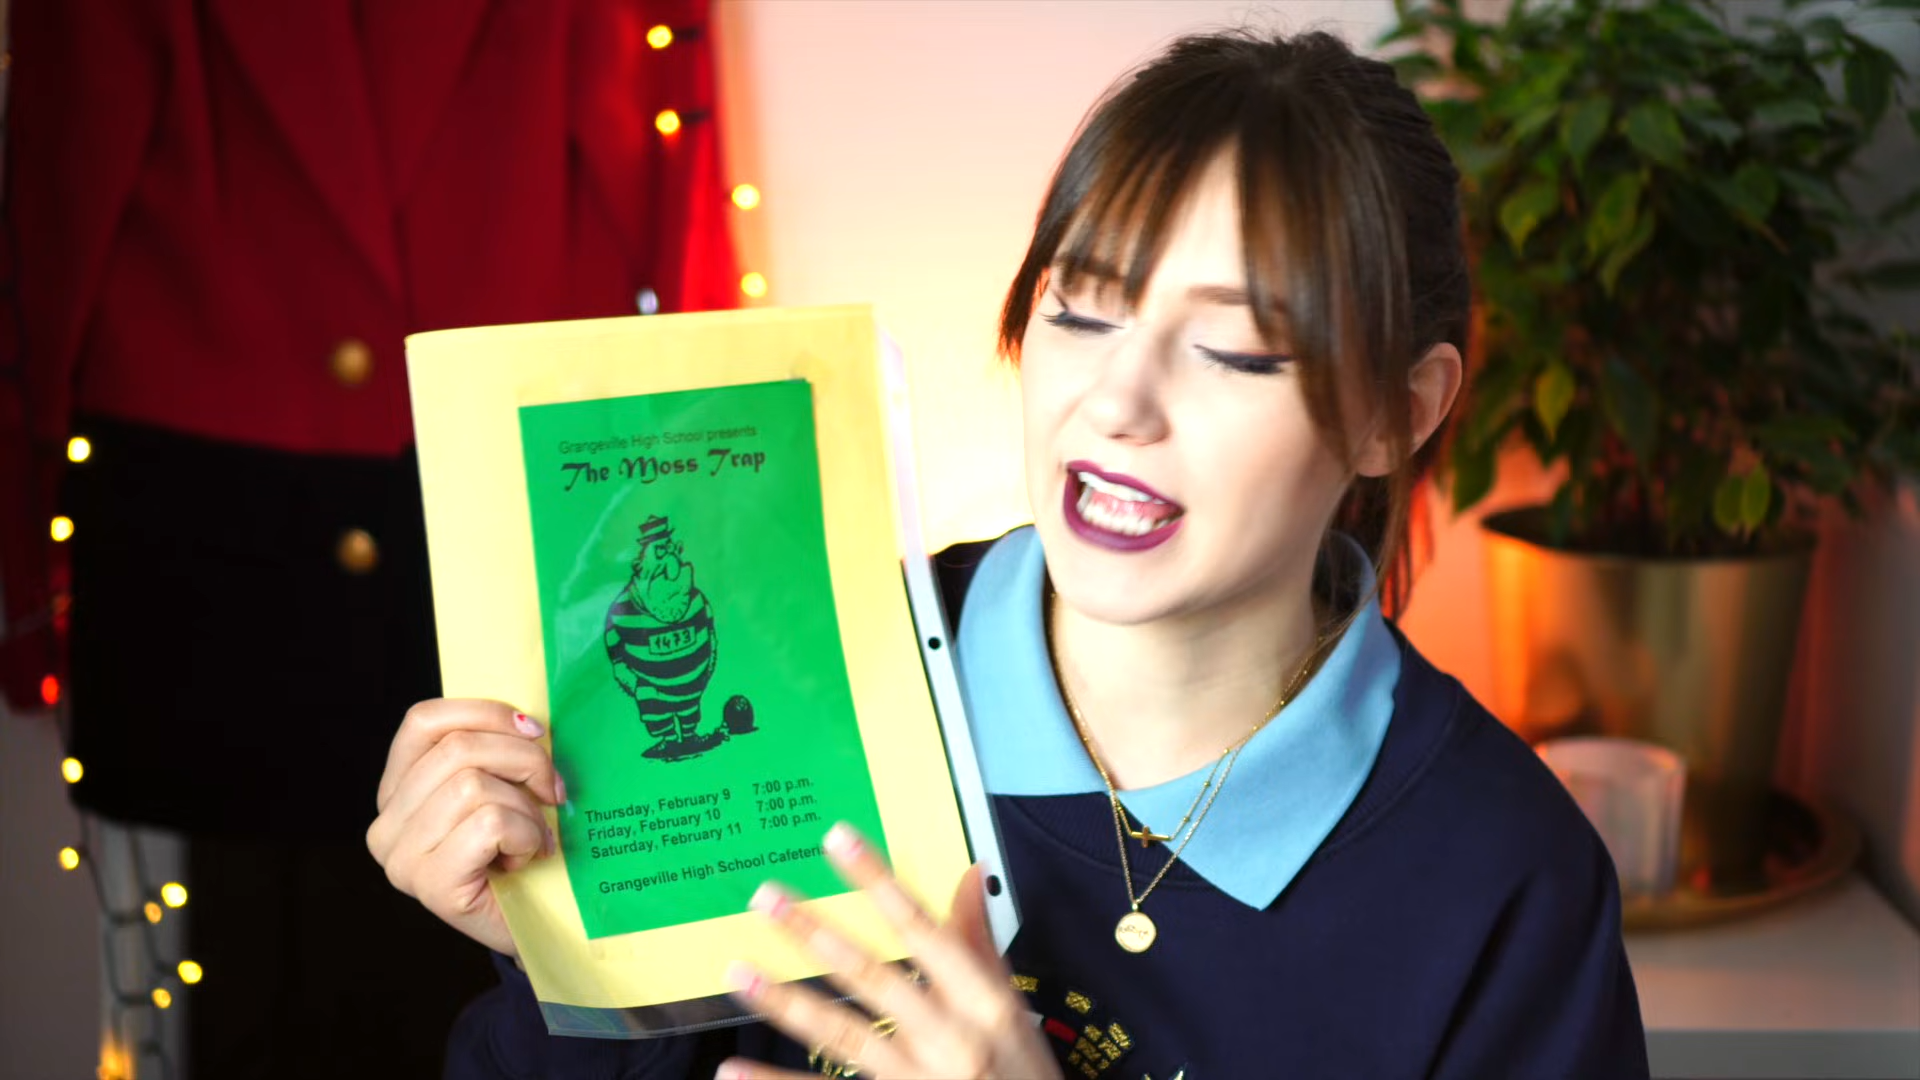 Grangeville High School presents
The Moss Trap
1473
Thursday, February 9 7:00 p.m.
Friday, February 10 7:00 p.m.
Saturday, February 11 7:00 p.m.
Grangeville High School Cafeteria